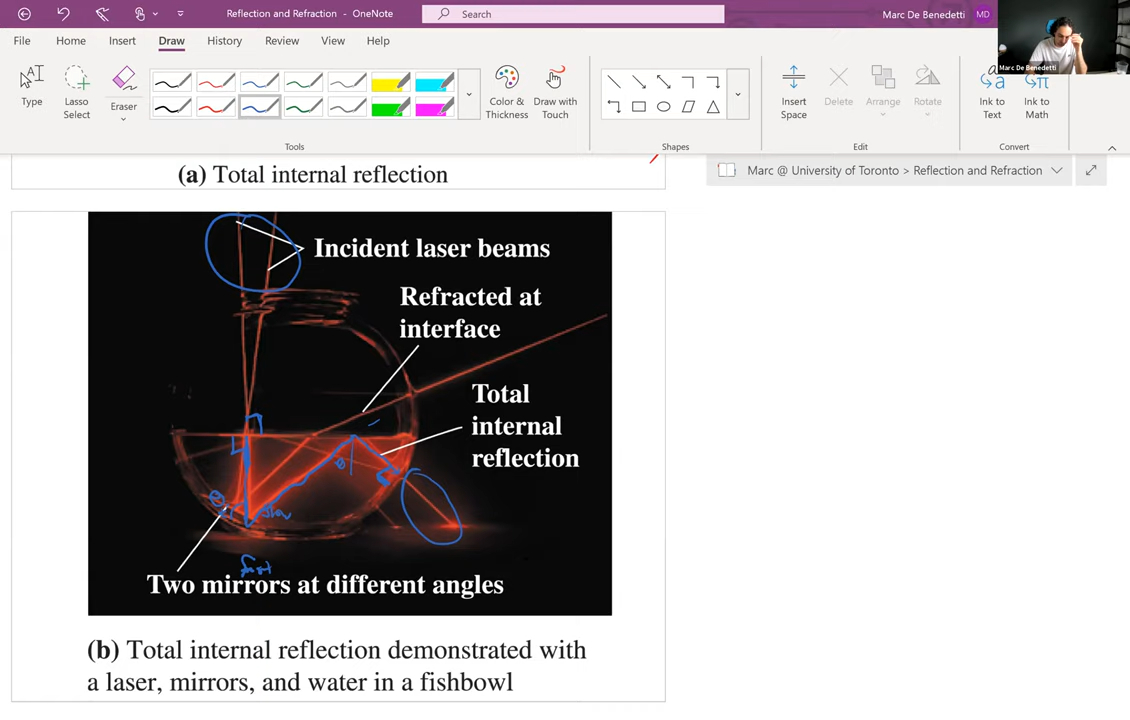 Reflection and Refraction - OneNote
Search
Marc De Benedetti
MD
File
Home
Insert
Draw
History
Review
View
Help
Marc De Benedetti
Type
Lasso
Select
Eraser
Color &
Thickness
Draw with
Touch
Insert
Space
Delete
Arrange
Rotate
Ink to
Text
Ink to
Math
Tools
Shapes
Edit
Convert
(a) Total internal reflection
Marc @ University of Toronto > Reflection and Refraction
Incident laser beams
Refracted at
interface
Total
internal
reflection
θ
θ
slow
fast
Two mirrors at different angles
(b) Total internal reflection demonstrated with
a laser, mirrors, and water in a fishbowl